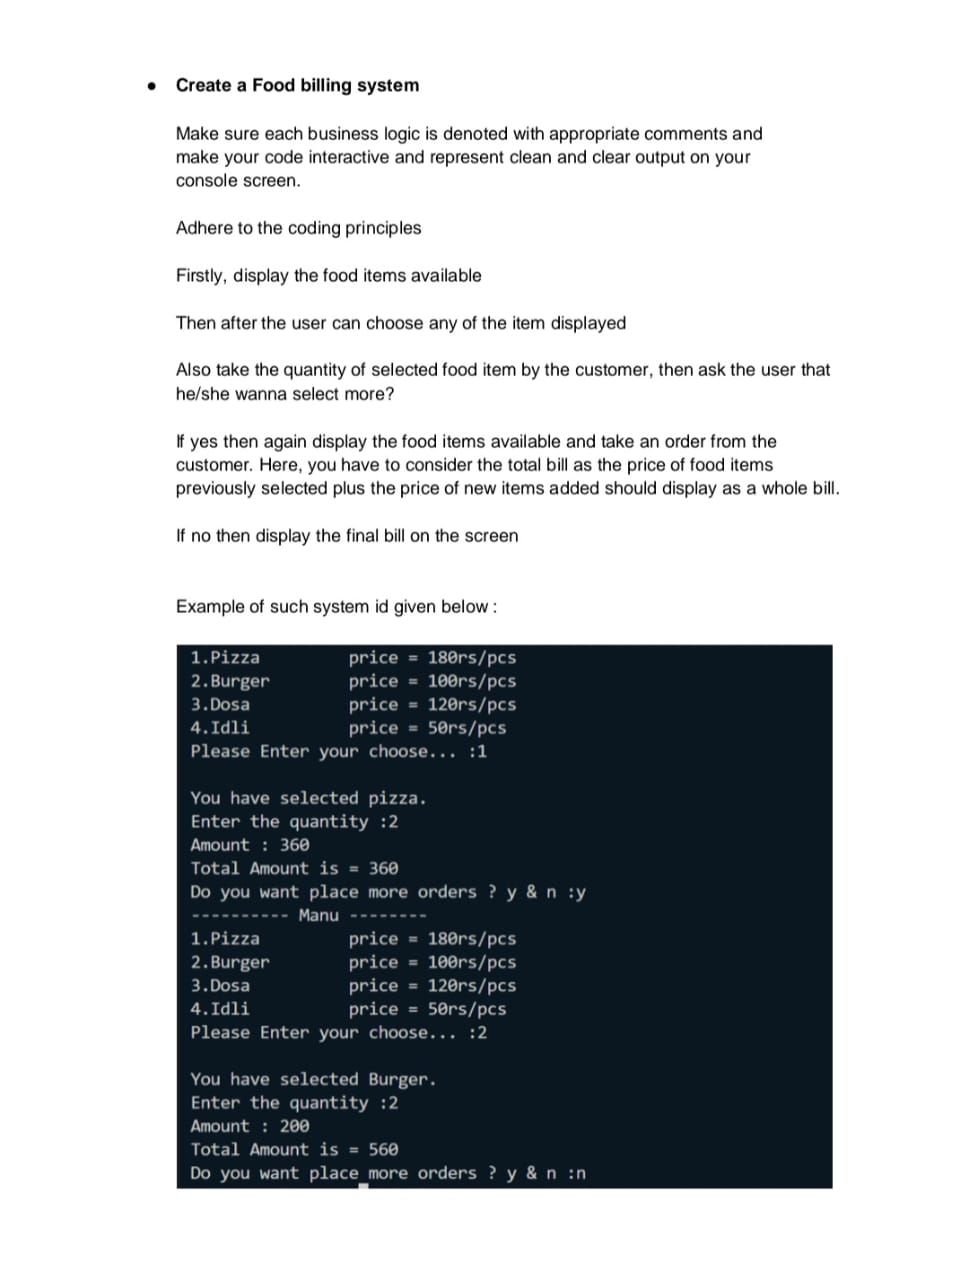 • Create a Food billing system
Make sure each business logic is denoted with appropriate comments and
make your code interactive and represent clean and clear output on your
console screen.
Adhere to the coding principles
Firstly, display the food items available
Then after the user can choose any of the item displayed
Also take the quantity of selected food item by the customer, then ask the user that
he/she wanna select more?
If yes then again display the food items available and take an order from the
customer. Here, you have to consider the total bill as the price of food items
previously selected plus the price of new items added should display as a whole bill.
If no then display the final bill on the screen
Example of such system id given below :
1.Pizza price = 180rs/pcs
2.Burger price = 100rs/pcs
3.Dosa price = 120rs/pcs
4.Idli price = 50rs/pcs
Please Enter your choose... :1
You have selected pizza.
Enter the quantity :2
Amount : 360
Total Amount is = 360
Do you want place more orders ? y & n :y
---------- Manu --------
1.Pizza price = 180rs/pcs
2.Burger price = 100rs/pcs
3.Dosa price = 120rs/pcs
4.Idli price = 50rs/pcs
Please Enter your choose... :2
You have selected Burger.
Enter the quantity :2
Amount : 200
Total Amount is = 560
Do you want place more orders ? y & n :n